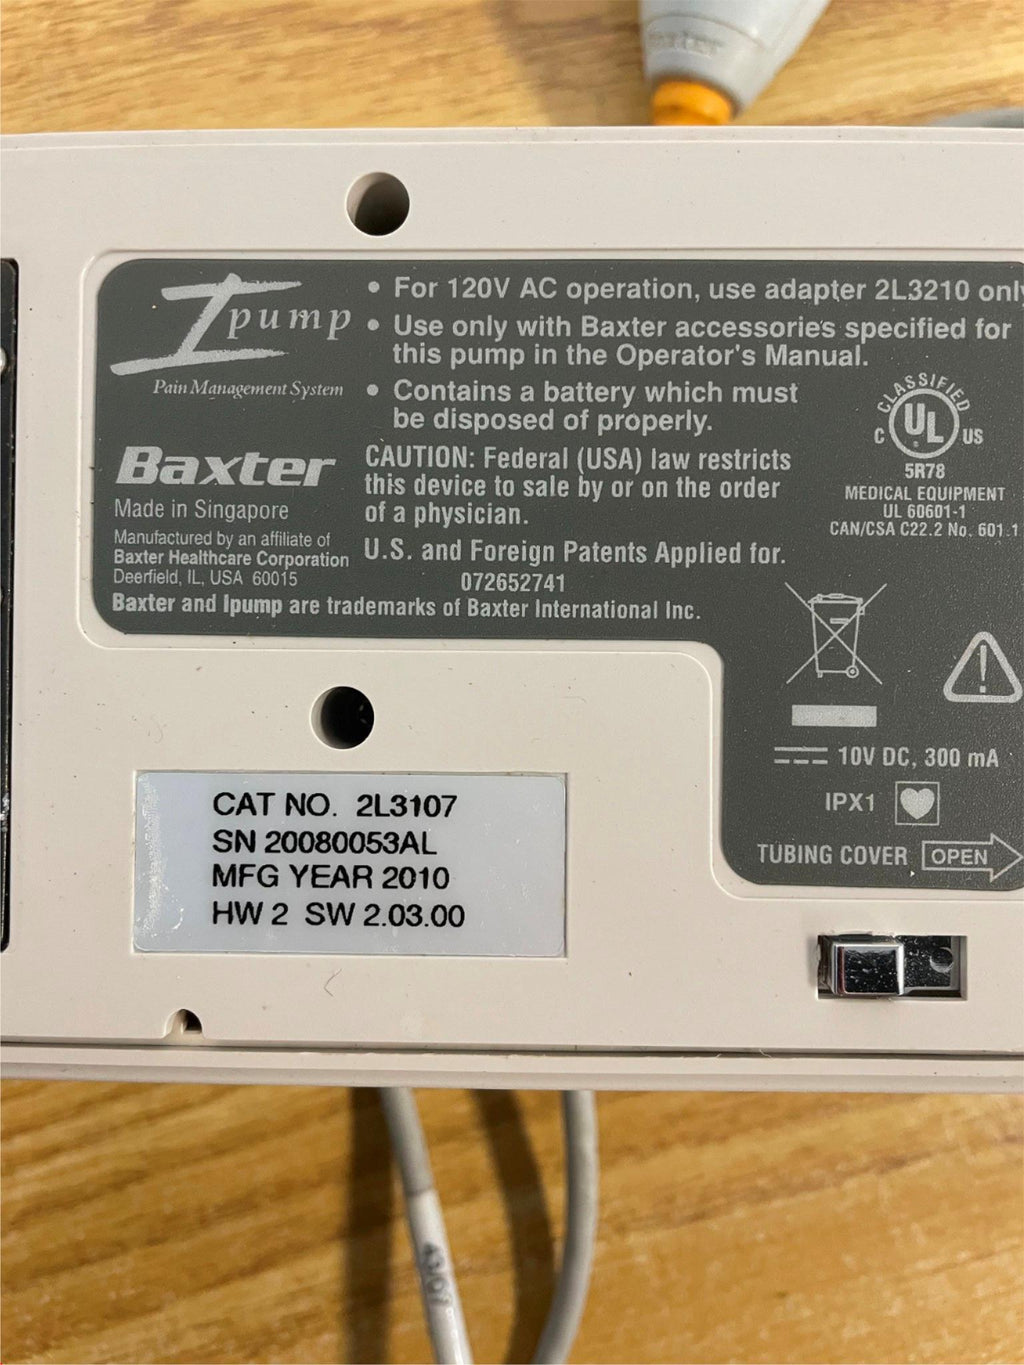 Baxter
Ipump
Pain Management System
• For 120V AC operation, use adapter 2L3210 only
• Use only with Baxter accessories specified for
this pump in the Operator's Manual.
• Contains a battery which must
be disposed of properly.
Baxter
Made in Singapore
Manufactured by an affiliate of
Baxter Healthcare Corporation
Deerfield, IL, USA 60015
CAUTION: Federal (USA) law restricts
this device to sale by or on the order
of a physician.
U.S. and Foreign Patents Applied for.
072652741
Baxter and Ipump are trademarks of Baxter International Inc.
CLASSIFIED
C UL US
5R78
MEDICAL EQUIPMENT
UL 60601-1
CAN/CSA C22.2 No. 601.1
10V DC, 300 mA
IPX1
TUBING COVER OPEN
CAT NO. 2L3107
SN 20080053AL
MFG YEAR 2010
HW 2 SW 2.03.00
43/07